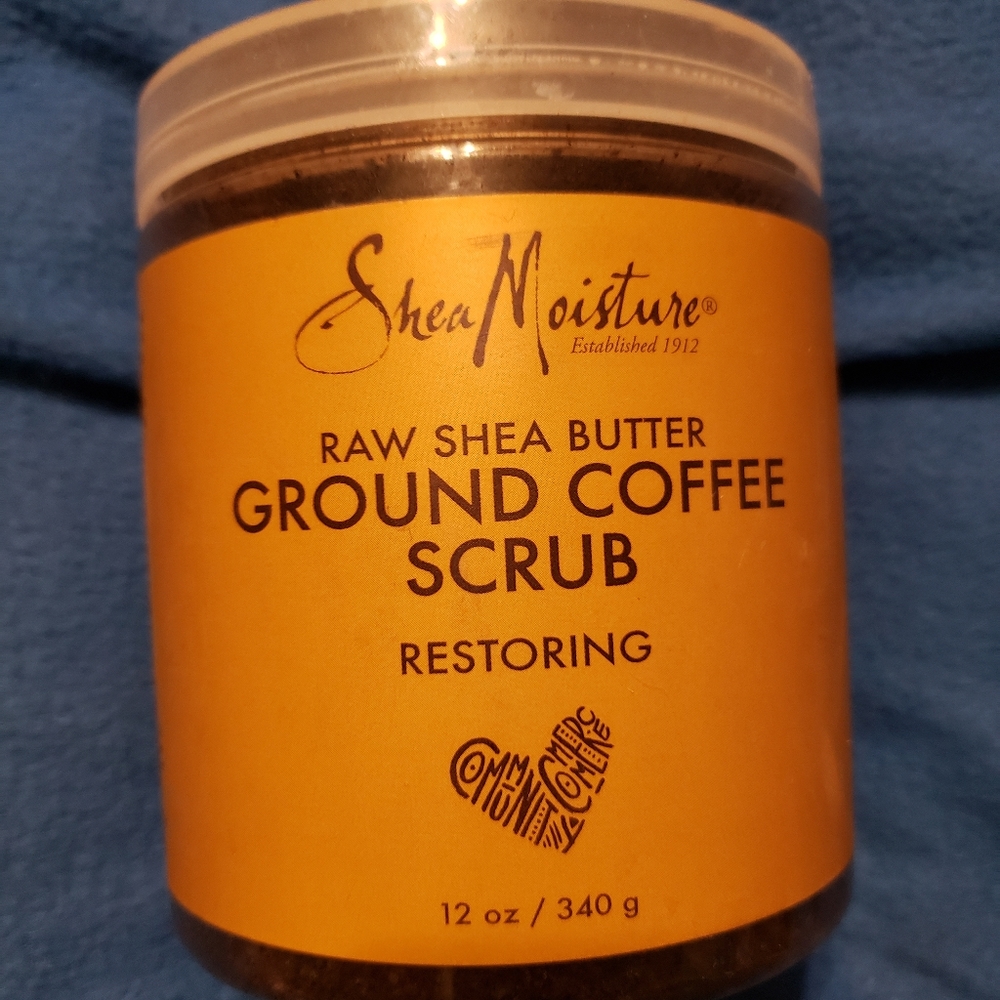 SheaMoisture®
Established 1912
RAW SHEA BUTTER
GROUND COFFEE
SCRUB
RESTORING
COMMUNITY COMMERCE
12 oz / 340 g